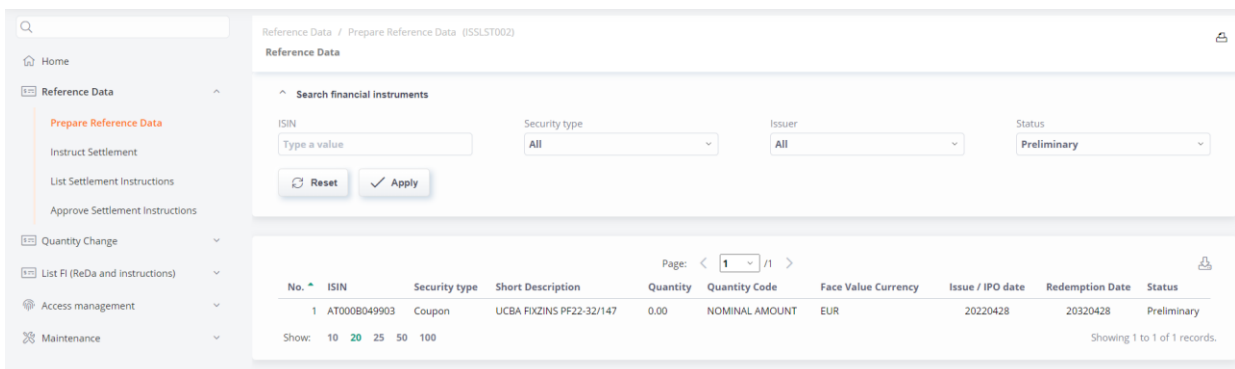 Home
Reference Data
Prepare Reference Data
Instruct Settlement
List Settlement Instructions
Approve Settlement Instructions
Quantity Change
List FI (ReDa and instructions)
Access management
Maintenance
Reference Data / Prepare Reference Data (ISSLST002)
Reference Data
Search financial instruments
ISIN Security type Issuer Status
Type a value All All Preliminary
Reset Apply
Page: 1 /1
No. ISIN Security type Short Description Quantity Quantity Code Face Value Currency Issue / IPO date Redemption Date Status
1 AT000B049903 Coupon UCBA FIXZINS PF22-32/147 0.00 NOMINAL AMOUNT EUR 20220428 20320428 Preliminary
Show: 10 20 25 50 100 Showing 1 to 1 of 1 records.